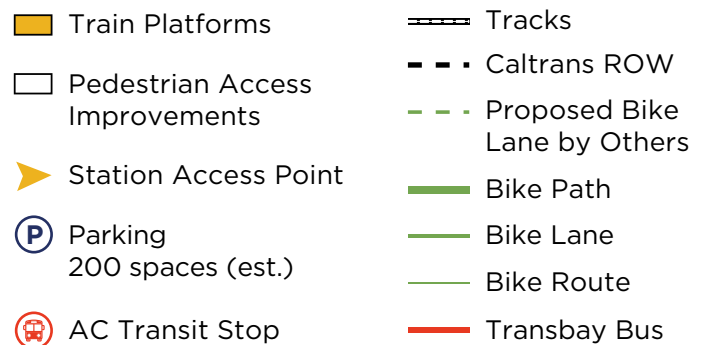 Train Platforms
Pedestrian Access
Improvements
Station Access Point
P
Parking
200 spaces (est.)
AC Transit Stop
Tracks
Caltrans ROW
Proposed Bike
Lane by Others
Bike Path
Bike Lane
Bike Route
Transbay Bus